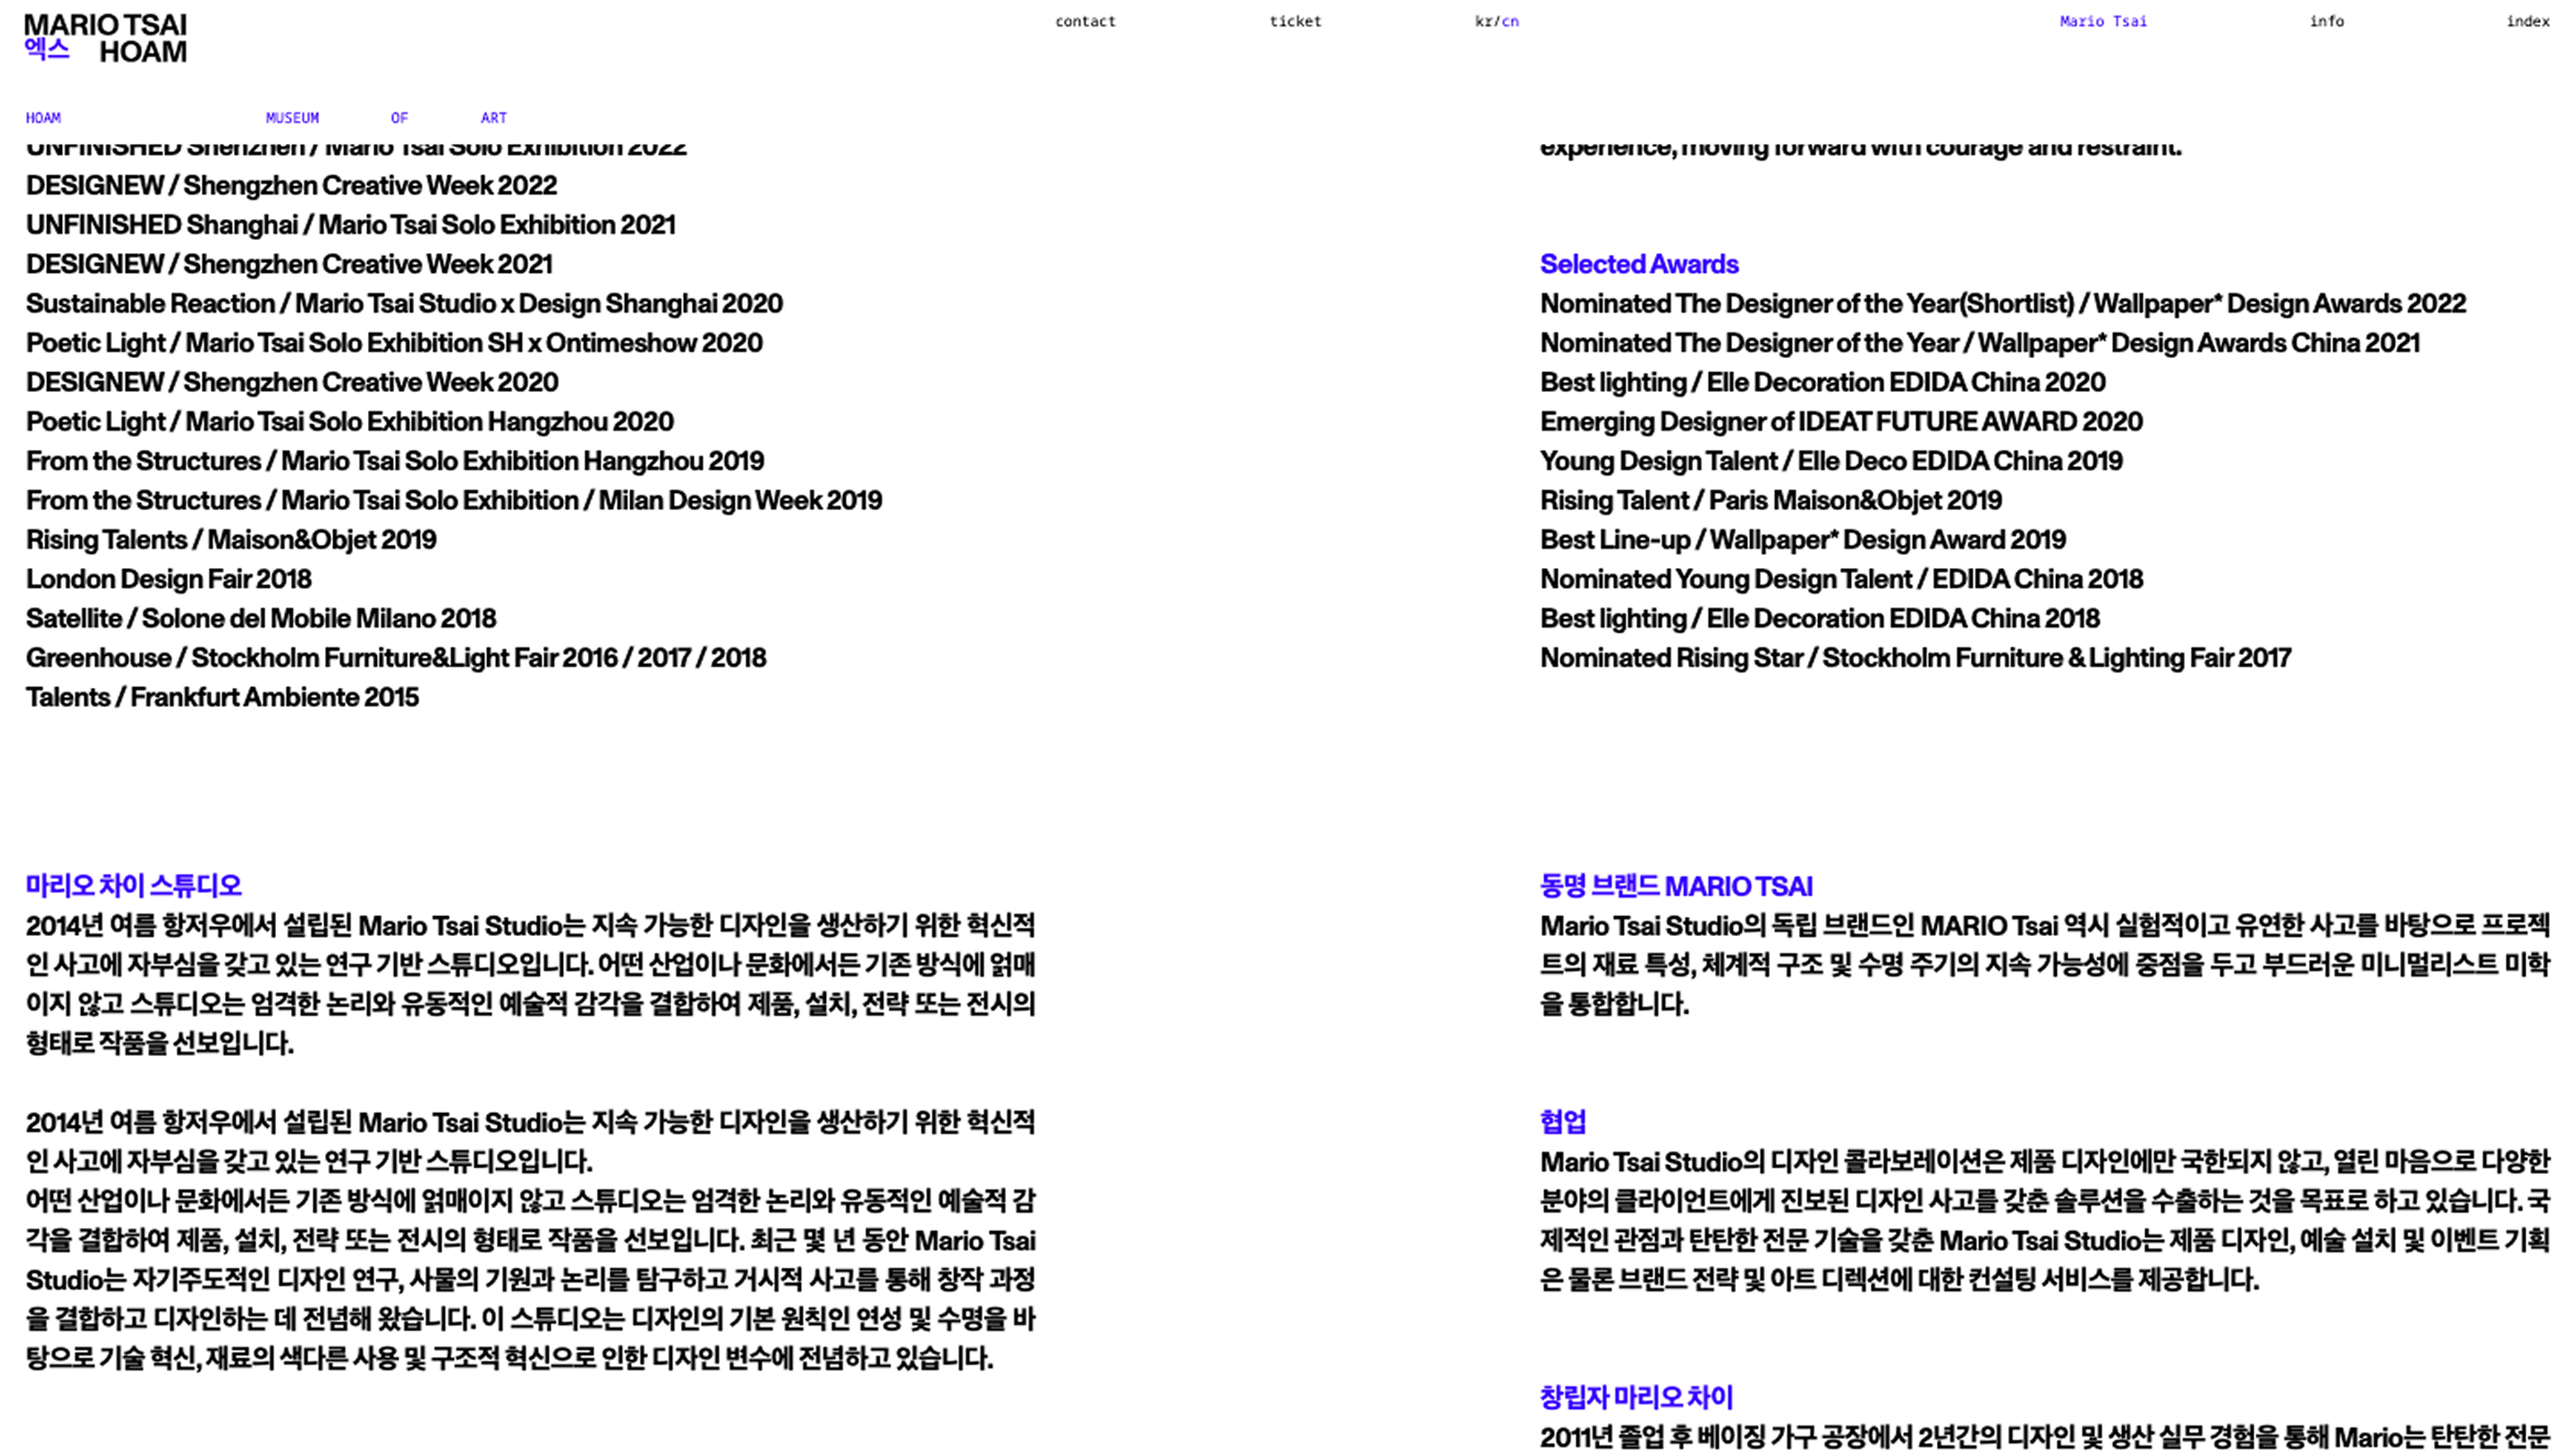 MARIO TSAI
엑스 HOAM
contact
ticket
kr/cn
Mario Tsai
info
index
HOAM MUSEUM OF ART
UNFINISHED Shenzhen / Mario Tsai Solo Exhibition 2022
DESIGNEW / Shengzhen Creative Week 2022
UNFINISHED Shanghai / Mario Tsai Solo Exhibition 2021
DESIGNEW / Shengzhen Creative Week 2021
Sustainable Reaction / Mario Tsai Studio x Design Shanghai 2020
Poetic Light / Mario Tsai Solo Exhibition SH x Ontimeshow 2020
DESIGNEW / Shengzhen Creative Week 2020
Poetic Light / Mario Tsai Solo Exhibition Hangzhou 2020
From the Structures / Mario Tsai Solo Exhibition Hangzhou 2019
From the Structures / Mario Tsai Solo Exhibition / Milan Design Week 2019
Rising Talents / Maison&Objet 2019
London Design Fair 2018
Satellite / Solone del Mobile Milano 2018
Greenhouse / Stockholm Furniture&Light Fair 2016 / 2017 / 2018
Talents / Frankfurt Ambiente 2015
experience, moving forward with courage and restraint.
Selected Awards
Nominated The Designer of the Year(Shortlist) / Wallpaper* Design Awards 2022
Nominated The Designer of the Year / Wallpaper* Design Awards China 2021
Best lighting / Elle Decoration EDIDA China 2020
Emerging Designer of IDEAT FUTURE AWARD 2020
Young Design Talent / Elle Deco EDIDA China 2019
Rising Talent / Paris Maison&Objet 2019
Best Line-up / Wallpaper* Design Award 2019
Nominated Young Design Talent / EDIDA China 2018
Best lighting / Elle Decoration EDIDA China 2018
Nominated Rising Star / Stockholm Furniture & Lighting Fair 2017
마리오 차이 스튜디오
2014년 여름 항저우에서 설립된 Mario Tsai Studio는 지속 가능한 디자인을 생산하기 위한 혁신적
인 사고에 자부심을 갖고 있는 연구 기반 스튜디오입니다. 어떤 산업이나 문화에서든 기존 방식에 얽매
이지 않고 스튜디오는 엄격한 논리와 유동적인 예술적 감각을 결합하여 제품, 설치, 전략 또는 전시의
형태로 작품을 선보입니다.
2014년 여름 항저우에서 설립된 Mario Tsai Studio는 지속 가능한 디자인을 생산하기 위한 혁신적
인 사고에 자부심을 갖고 있는 연구 기반 스튜디오입니다.
어떤 산업이나 문화에서든 기존 방식에 얽매이지 않고 스튜디오는 엄격한 논리와 유동적인 예술적 감
각을 결합하여 제품, 설치, 전략 또는 전시의 형태로 작품을 선보입니다. 최근 몇 년 동안 Mario Tsai
Studio는 자기주도적인 디자인 연구, 사물의 기원과 논리를 탐구하고 거시적 사고를 통해 창작 과정
을 결합하고 디자인하는 데 전념해 왔습니다. 이 스튜디오는 디자인의 기본 원칙인 연성 및 수명을 바
탕으로 기술 혁신, 재료의 색다른 사용 및 구조적 혁신으로 인한 디자인 변수에 전념하고 있습니다.
동명 브랜드 MARIO TSAI
Mario Tsai Studio의 독립 브랜드인 MARIO Tsai 역시 실험적이고 유연한 사고를 바탕으로 프로젝
트의 재료 특성, 체계적 구조 및 수명 주기의 지속 가능성에 중점을 두고 부드러운 미니멀리스트 미학
을 통합합니다.
협업
Mario Tsai Studio의 디자인 콜라보레이션은 제품 디자인에만 국한되지 않고, 열린 마음으로 다양한
분야의 클라이언트에게 진보된 디자인 사고를 갖춘 솔루션을 수출하는 것을 목표로 하고 있습니다. 국
제적인 관점과 탄탄한 전문 기술을 갖춘 Mario Tsai Studio는 제품 디자인, 예술 설치 및 이벤트 기획
은 물론 브랜드 전략 및 아트 디렉션에 대한 컨설팅 서비스를 제공합니다.
창립자 마리오 차이
2011년 졸업 후 베이징 가구 공장에서 2년간의 디자인 및 생산 실무 경험을 통해 Mario는 탄탄한 전문